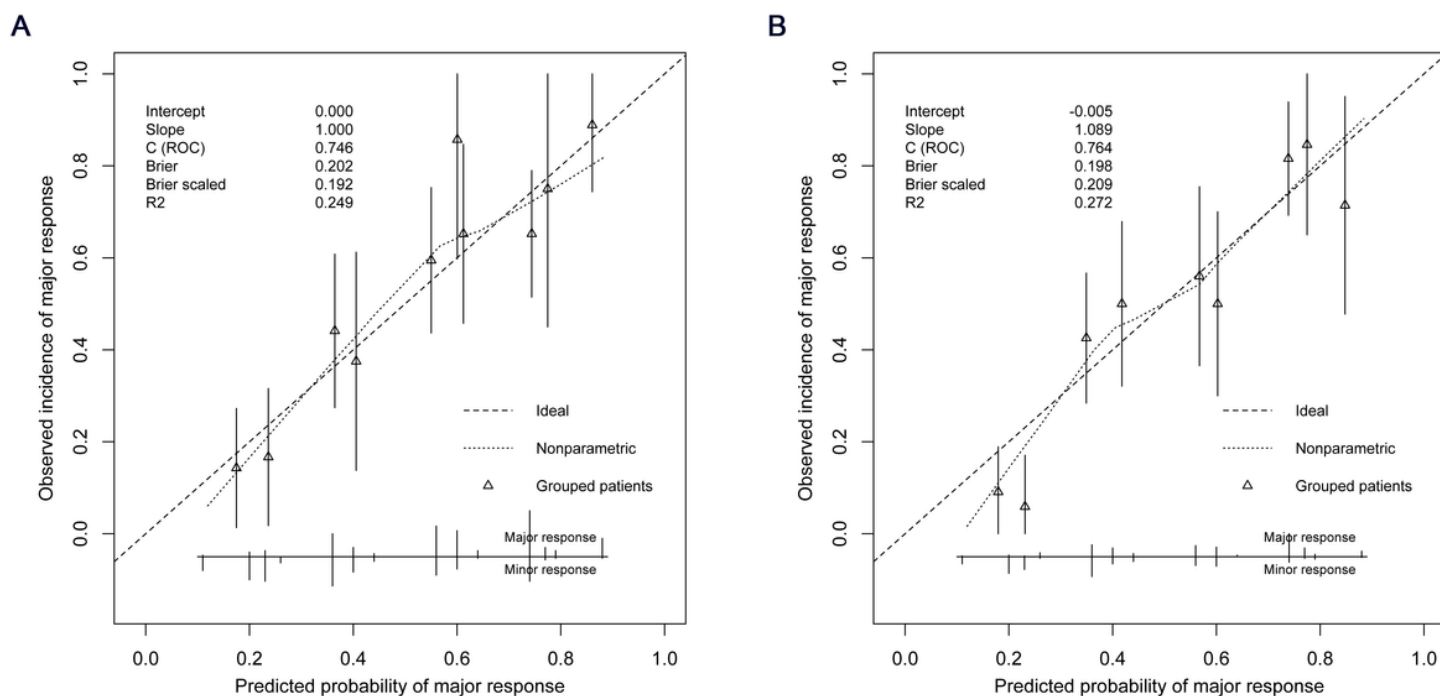 A
Intercept 0.000
Slope 1.000
C (ROC) 0.746
Brier 0.202
Brier scaled 0.192
R2 0.249
Ideal
Nonparametric
Grouped patients
Major response
Minor response
Observed incidence of major response
1.0
0.8
0.6
0.4
0.2
0.0
0.0 0.2 0.4 0.6 0.8 1.0
Predicted probability of major response
B
Intercept -0.005
Slope 1.089
C (ROC) 0.764
Brier 0.198
Brier scaled 0.209
R2 0.272
Ideal
Nonparametric
Grouped patients
Major response
Minor response
Observed incidence of major response
1.0
0.8
0.6
0.4
0.2
0.0
0.0 0.2 0.4 0.6 0.8 1.0
Predicted probability of major response